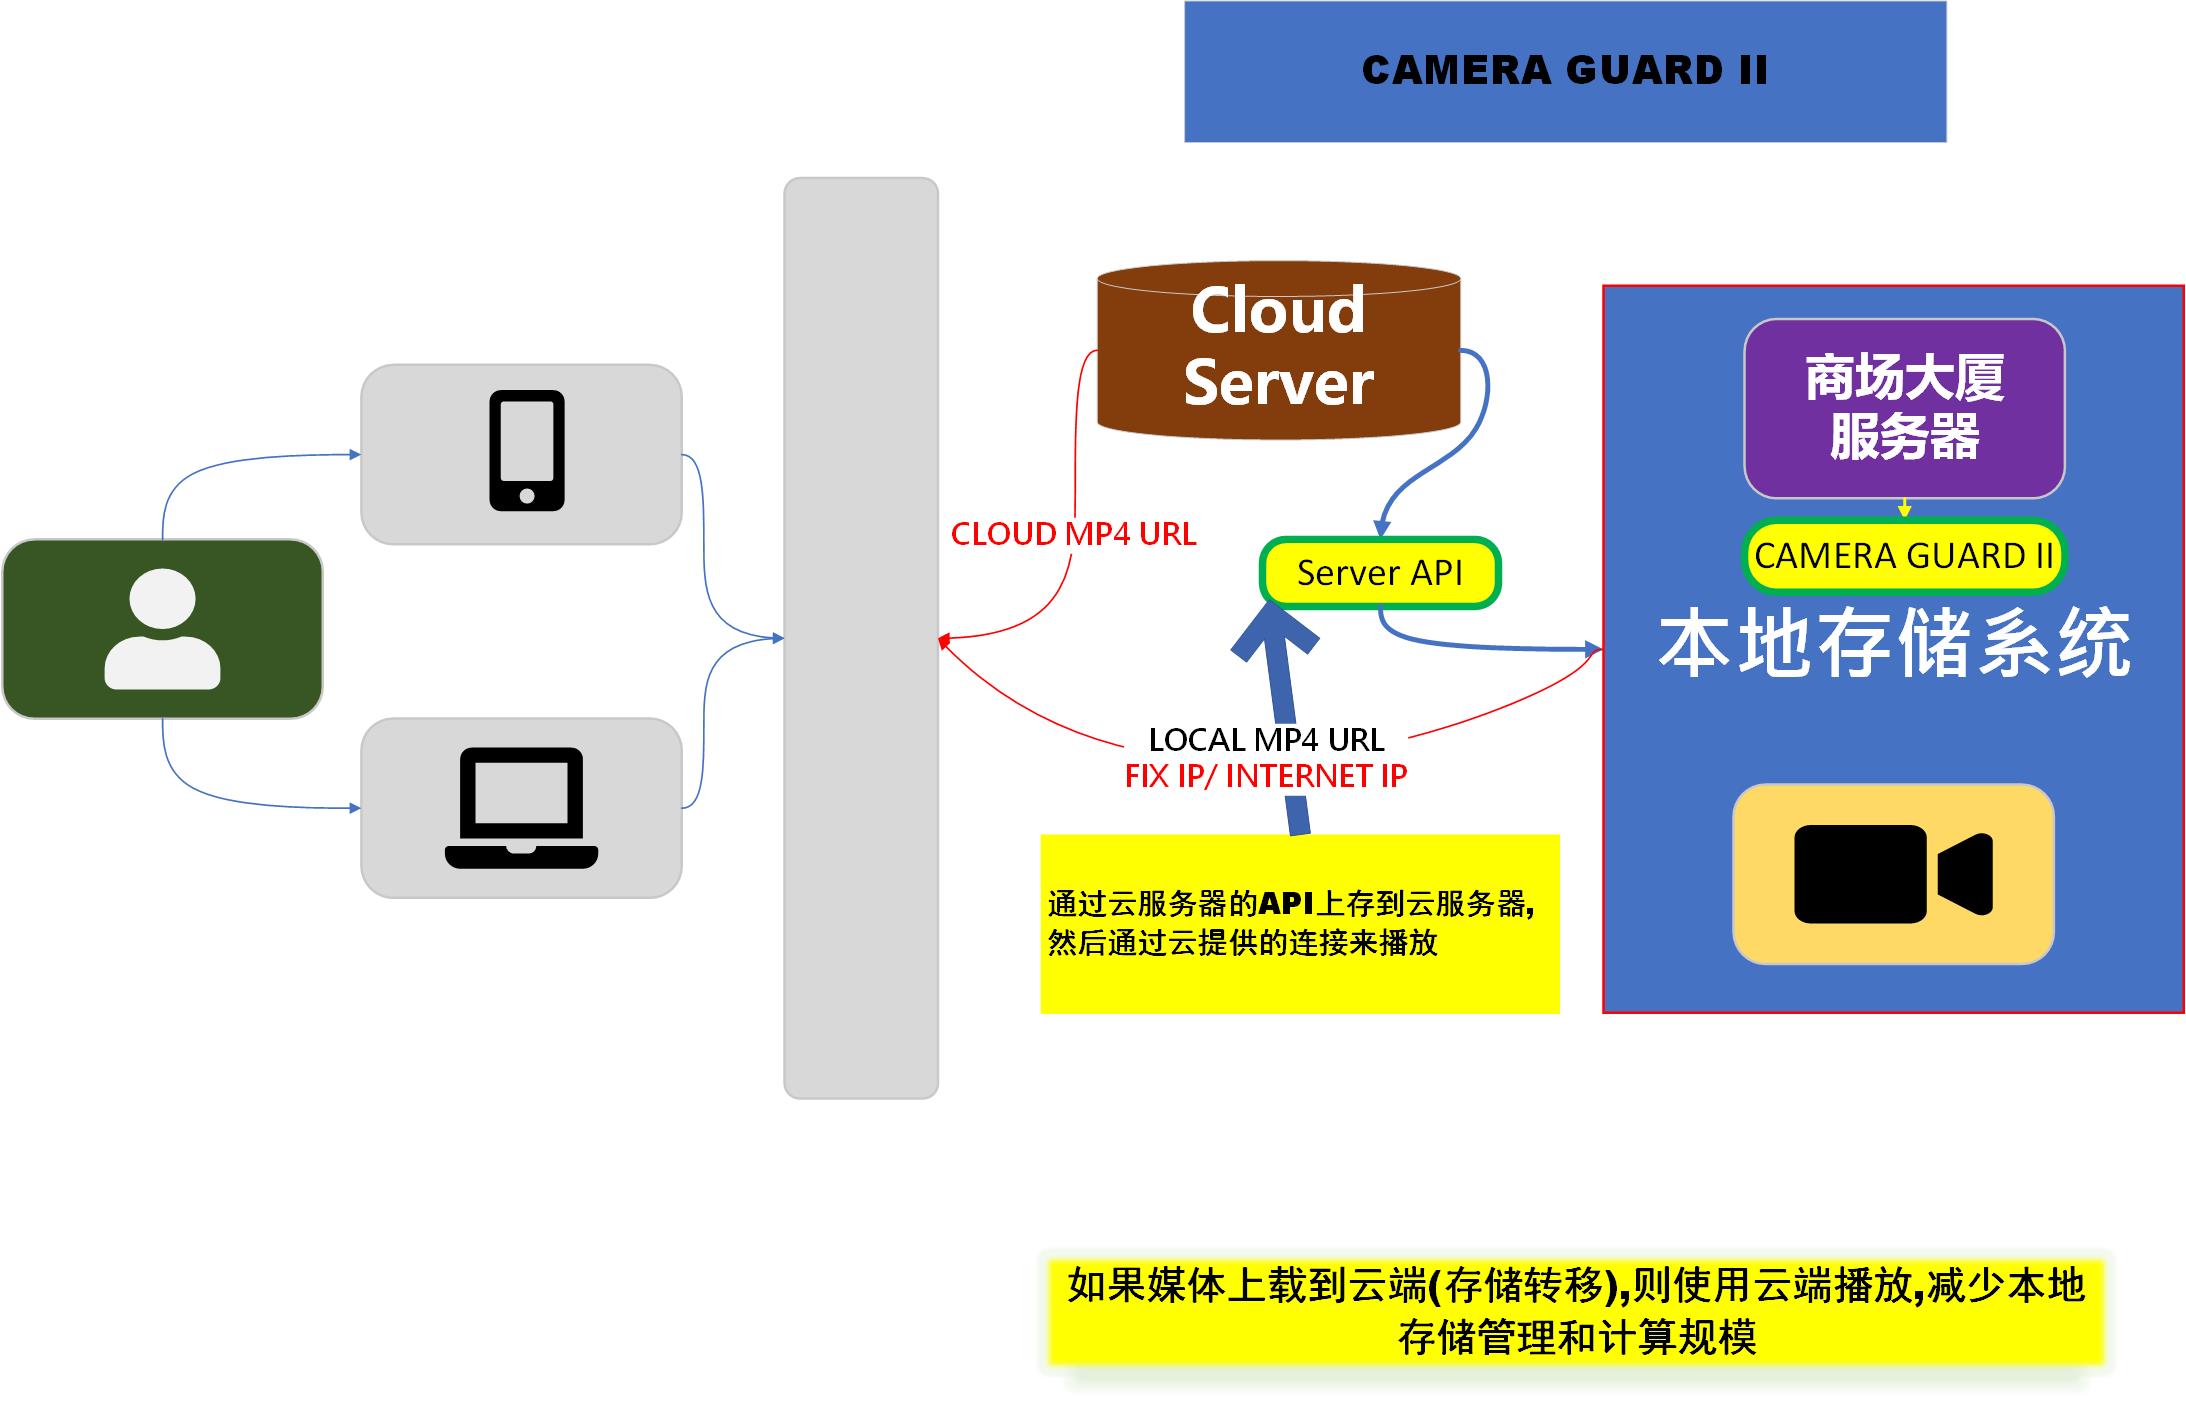 CAMERA GUARD II
Cloud
Server
商场大厦
服务器
CLOUD MP4 URL
Server API
CAMERA GUARD II
本地存储系统
LOCAL MP4 URL
FIX IP/ INTERNET IP
通过云服务器的API上存到云服务器,
然后通过云提供的连接来播放
如果媒体上载到云端(存储转移),则使用云端播放,减少本地
存储管理和计算规模